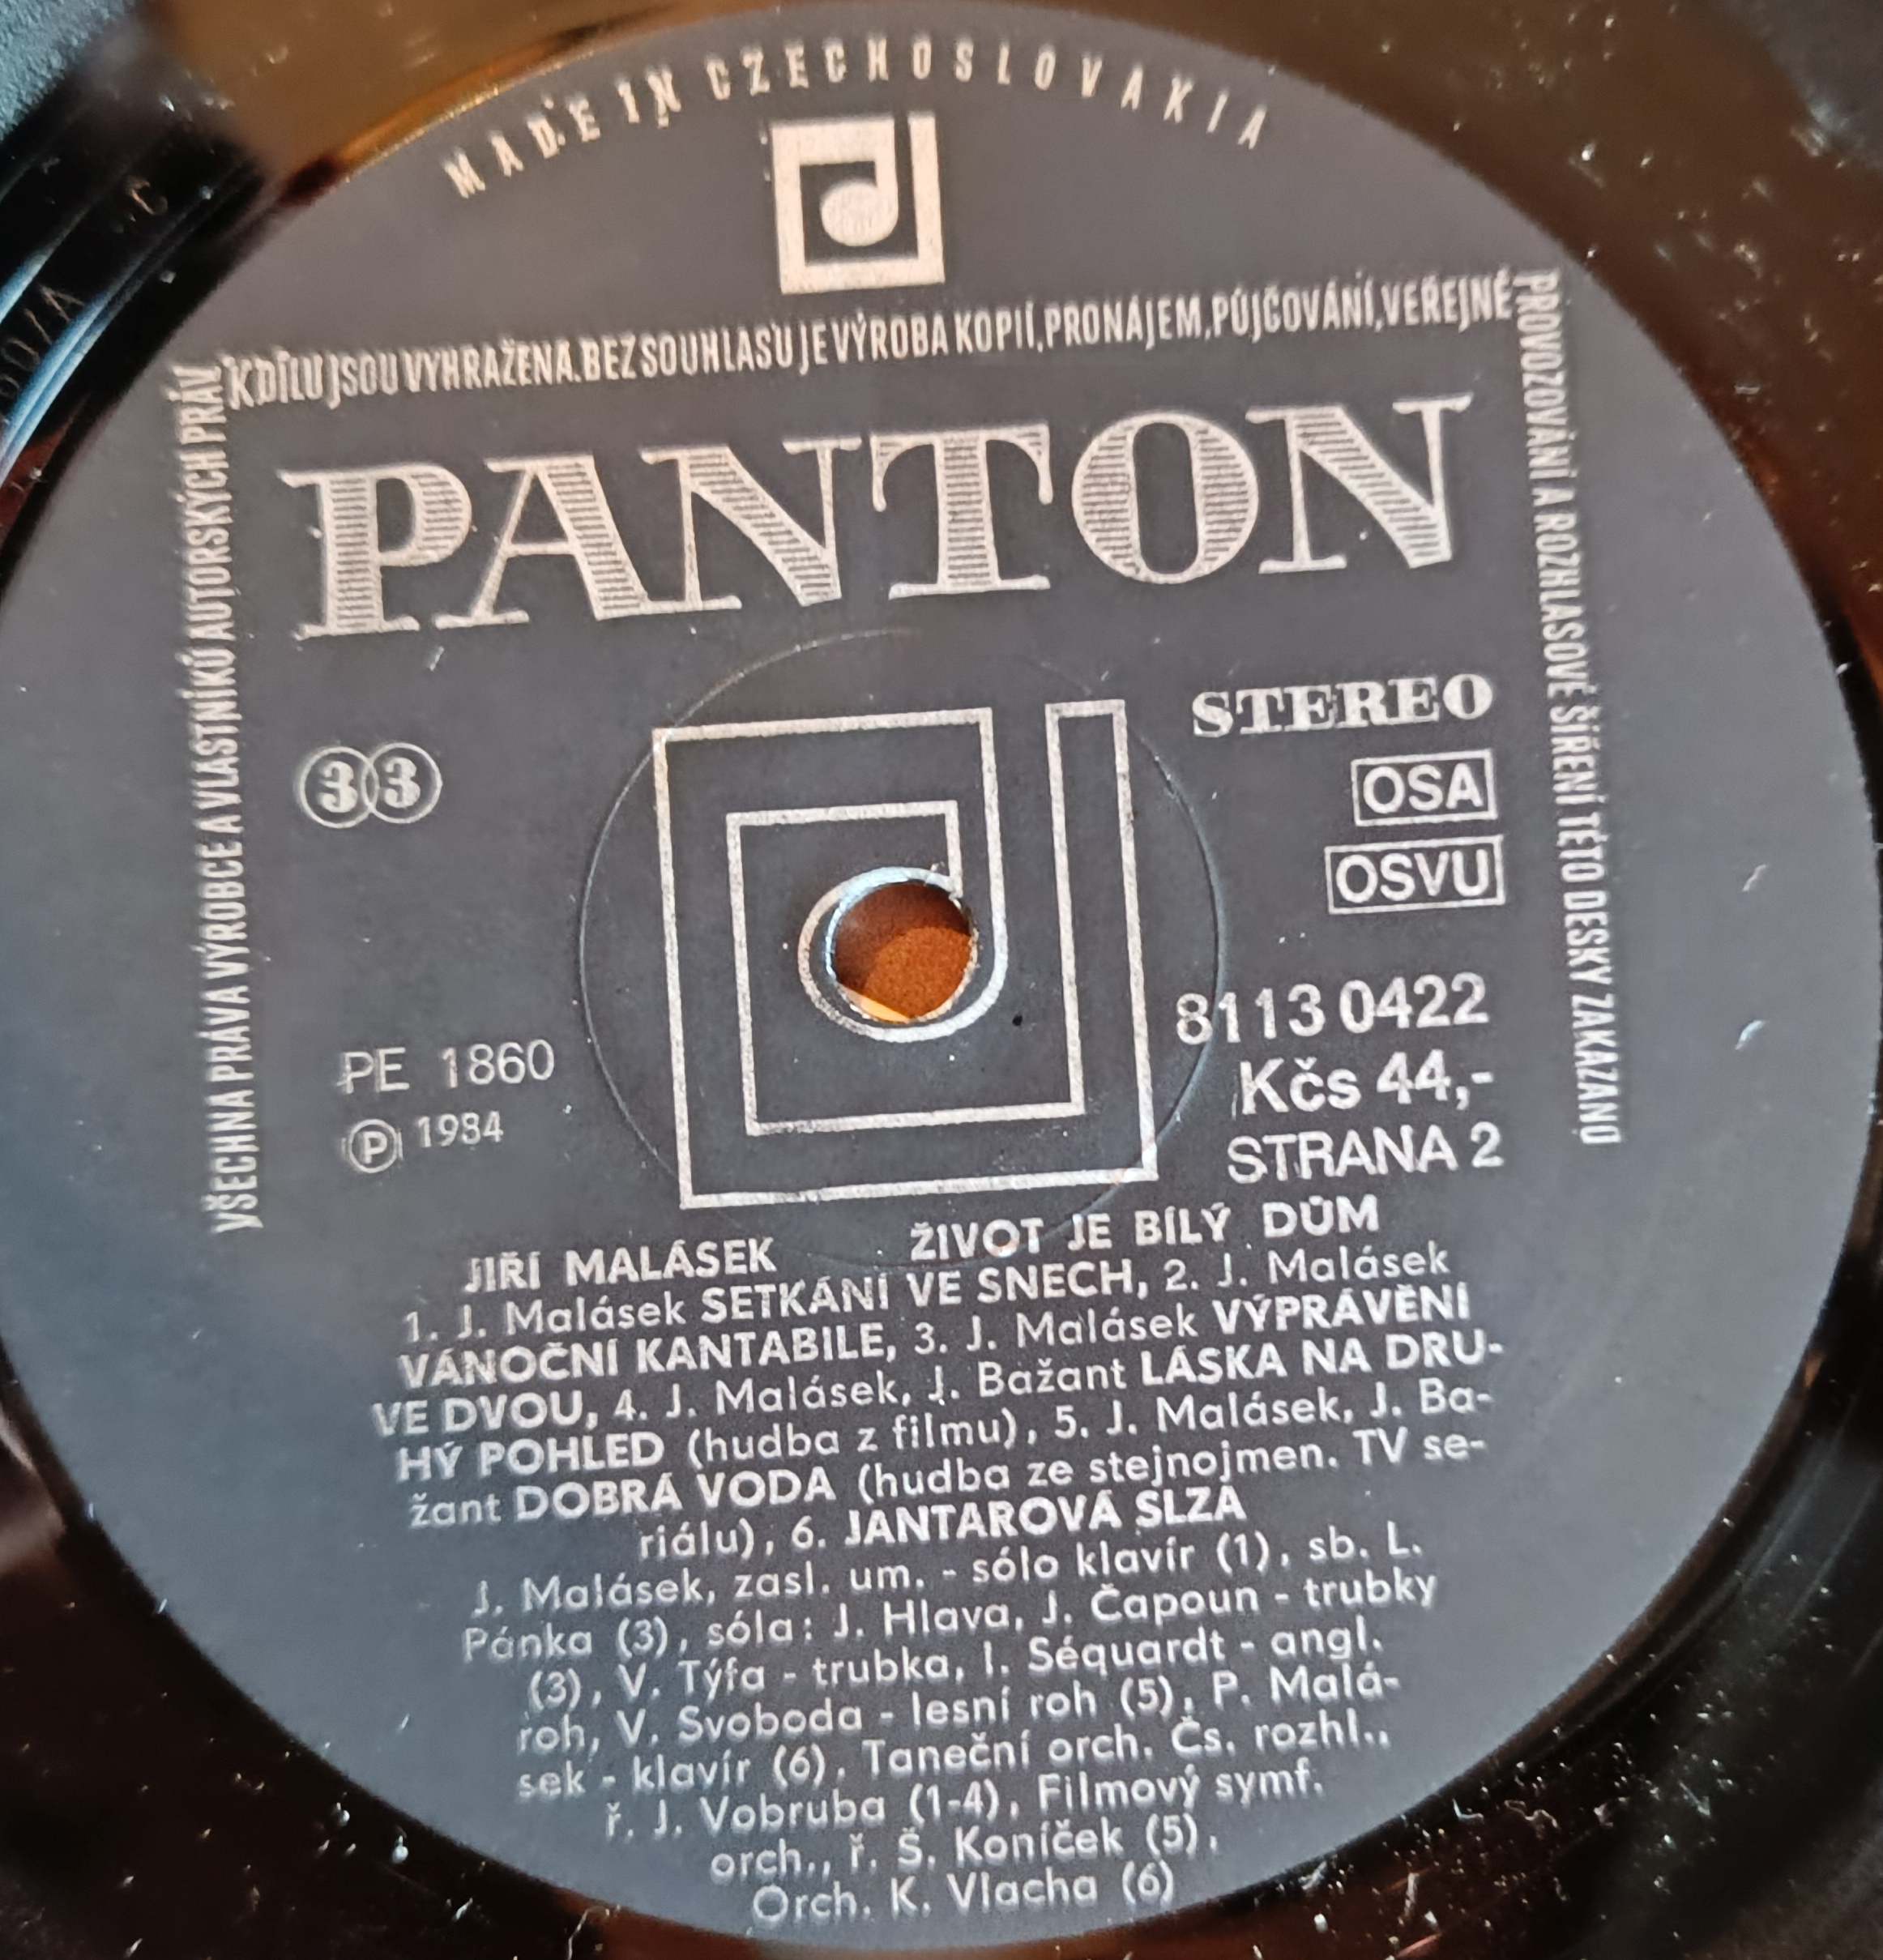 MADE IN CZECHOSLOVAKIA
VŠECHNA PRÁVA VÝROBCE A VLASTNÍKŮ AUTORSKÝCH PRÁV
K DÍLU JSOU VYHRAŽENA. BEZ SOUHLASU JE VÝROBA KOPIÍ, PRONÁJEM, PŮJČOVÁNÍ, VEŘEJNÉ
PROVOZOVÁNÍ A ROZHLASOVÉ ŠÍŘENÍ TÉTO DESKY ZAKÁZÁNO
PANTON
33
STEREO
OSA
OSVU
8113 0422
Kčs 44,-
STRANA 2
PE 1860
Ⓟ 1984
JIŘÍ MALÁSEK ŽIVOT JE BÍLÝ DŮM
1. J. Malásek SETKÁNÍ VE SNECH, 2. J. Malásek
VÁNOČNÍ KANTABILE, 3. J. Malásek VÝPRÁVĚNÍ
VE DVOU, 4. J. Malásek, J. Bažant LÁSKA NA DRU-
HÝ POHLED (hudba z filmu), 5. J. Malásek, J. Ba-
žant DOBRÁ VODA (hudba ze stejnojmen. TV se-
riálu), 6. JANTAROVÁ SLZA
J. Malásek, zasl. um. - sólo klavír (1), sb. L.
Pánka (3), sóla: J. Hlava, J. Čapoun - trubky
(3), V. Týfa - trubka, I. Séquardt - angl.
roh, V. Svoboda - lesní roh (5), P. Malá-
sek - klavír (6), Taneční orch. Čs. rozhl.,
ř. J. Vobruba (1-4), Filmový symf.
orch., ř. Š. Koníček (5),
Orch. K. Vlacha (6)